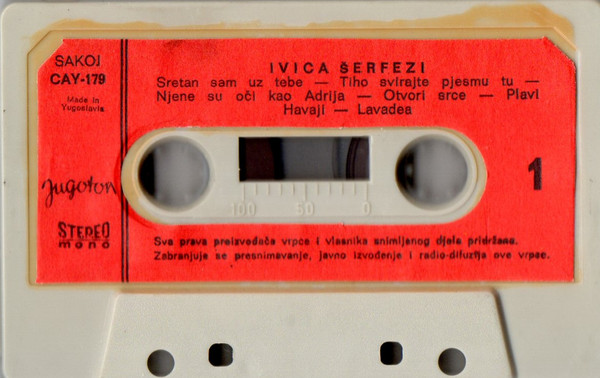 SAKOJ
CAY-179
Made in
Yugoslavia
IVICA ŠERFEZI
Sretan sam uz tebe — Tiho svirajte pjesmu tu —
Njene su oči kao Adrija — Otvori srce — Plavi
Havaji — Lavadea
Jugoton
STEREO
mono
100 50 0
1
Sva prava proizvođača vrpce i vlasnika snimljenog djela pridržana.
Zabranjuje se presnimavanje, javno izvođenje i radio-difuzija ove vrpce.